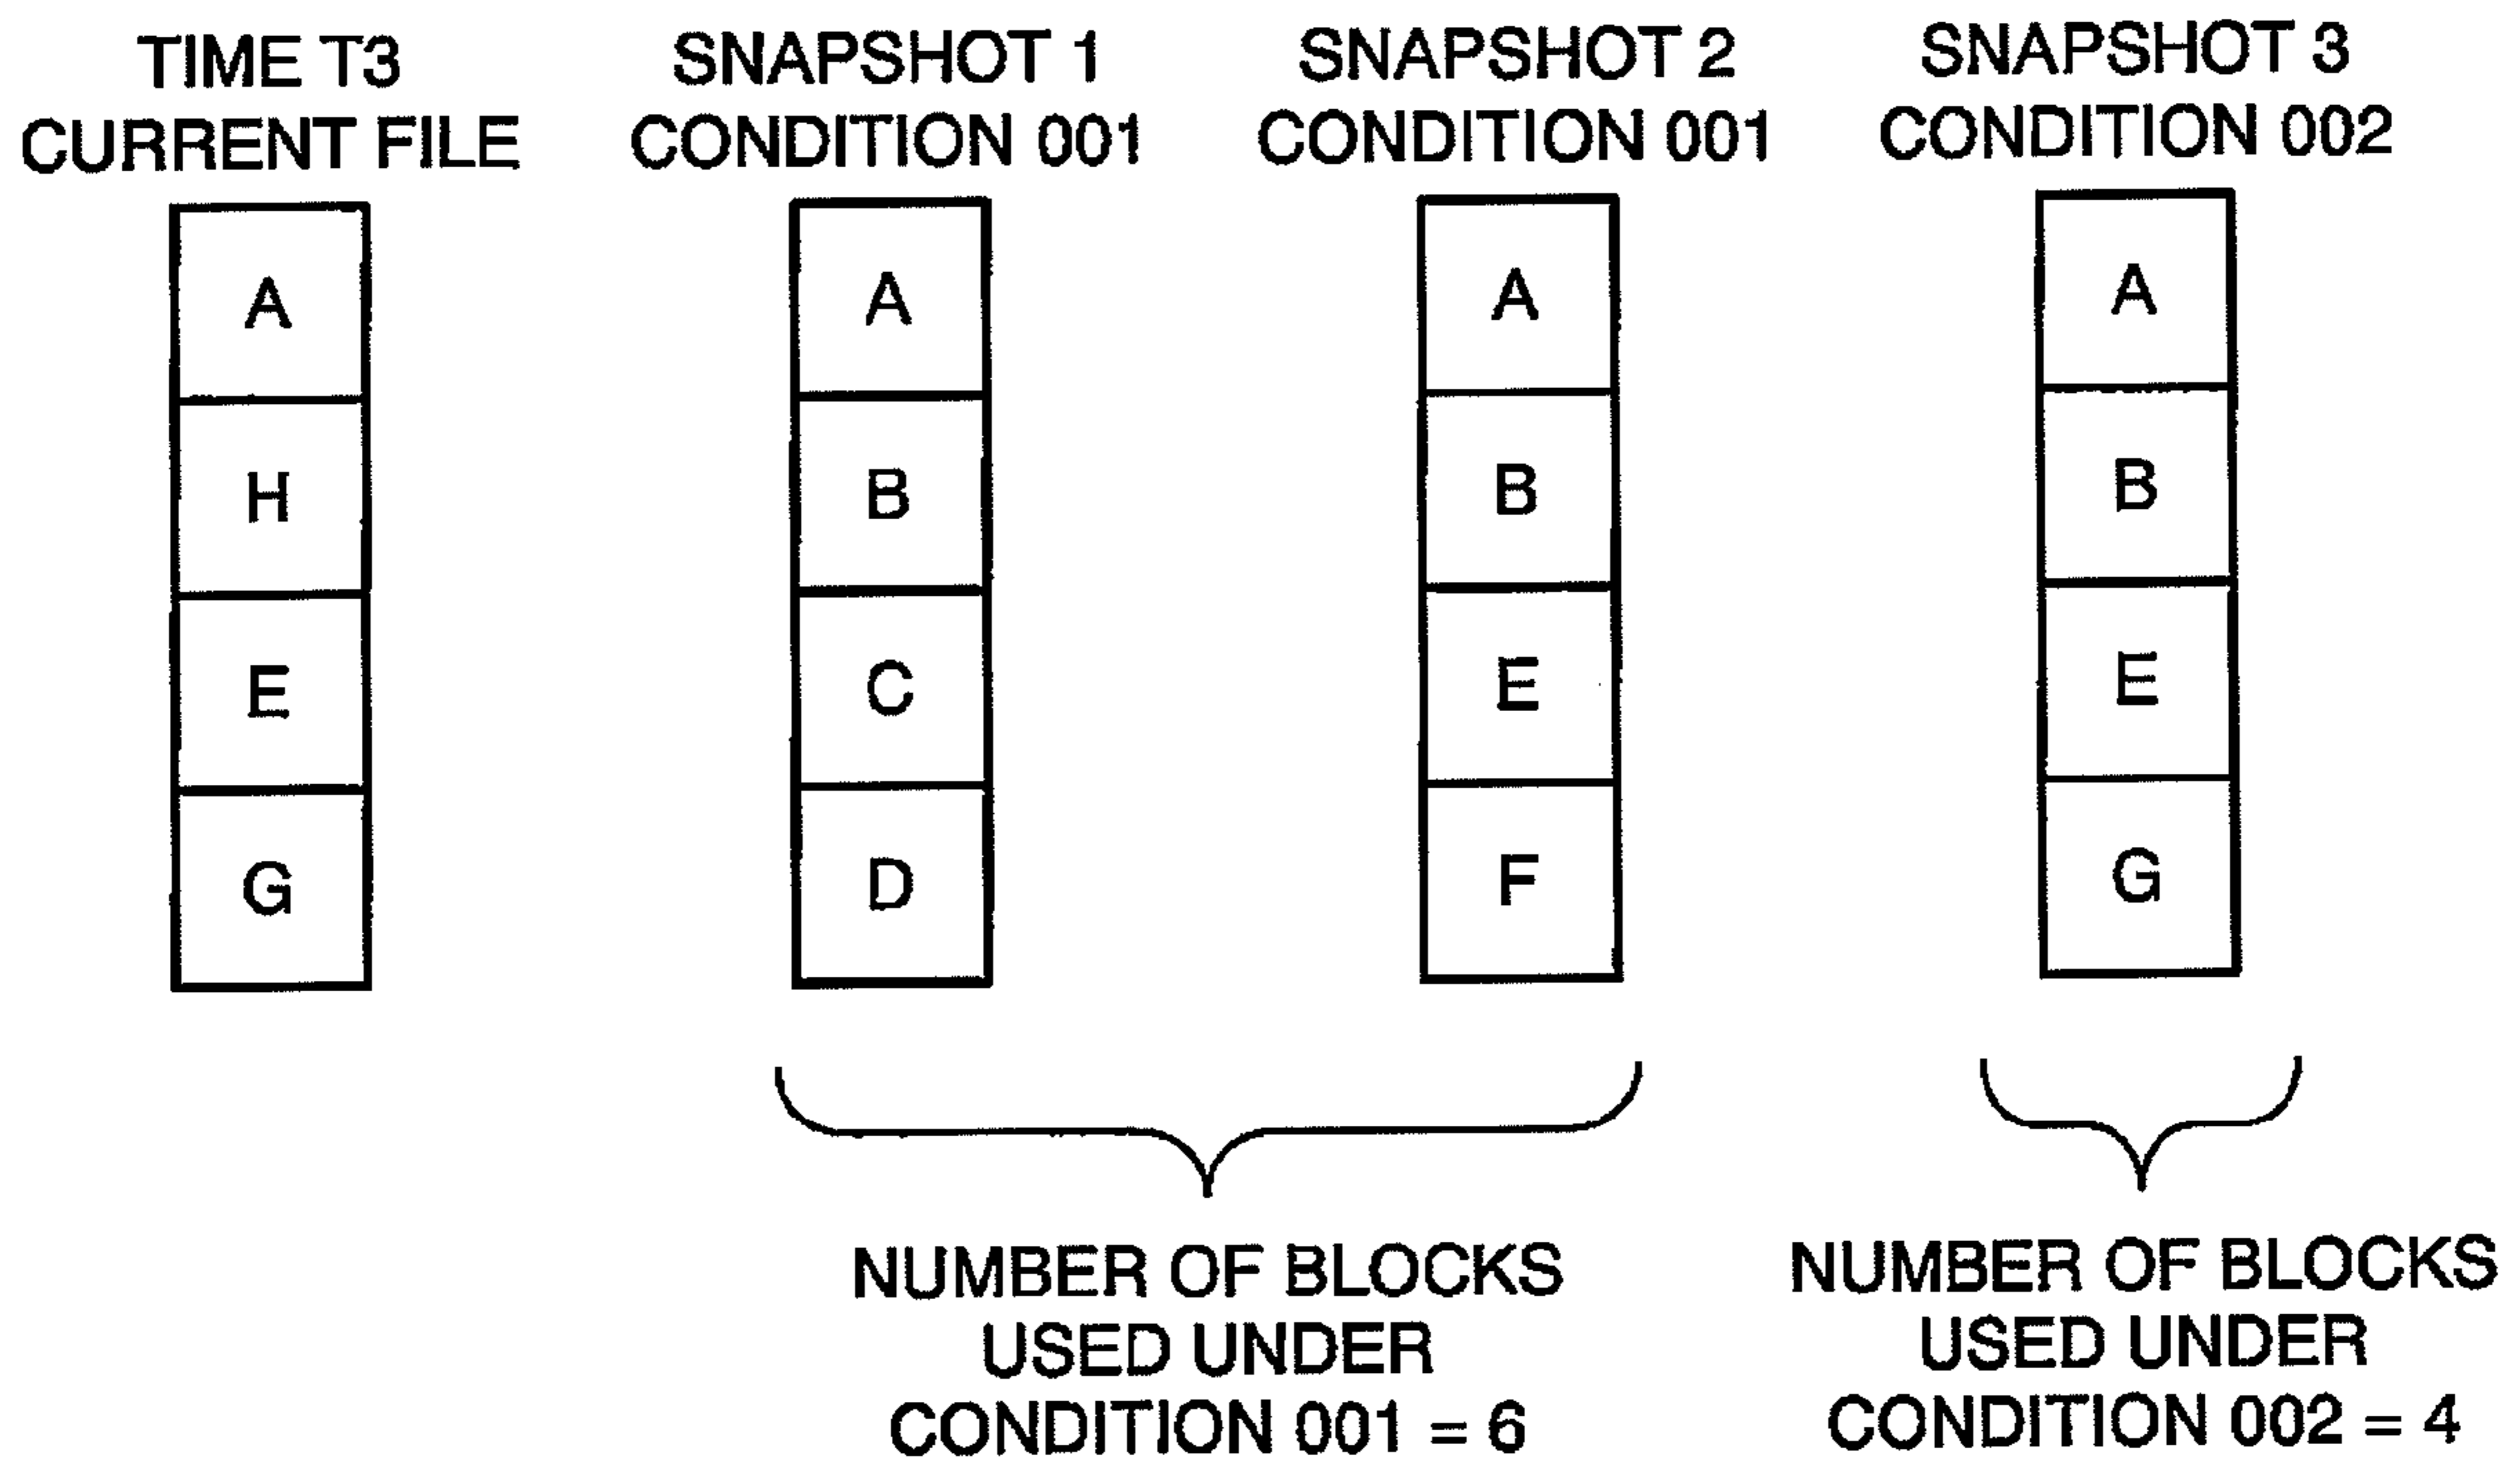 TIME T3
CURRENT FILE
A
H
E
G
SNAPSHOT 1
CONDITION 001
A
B
C
D
SNAPSHOT 2
CONDITION 001
A
B
E
F
SNAPSHOT 3
CONDITION 002
A
B
E
G
NUMBER OF BLOCKS
USED UNDER
CONDITION 001 = 6
NUMBER OF BLOCKS
USED UNDER
CONDITION 002 = 4